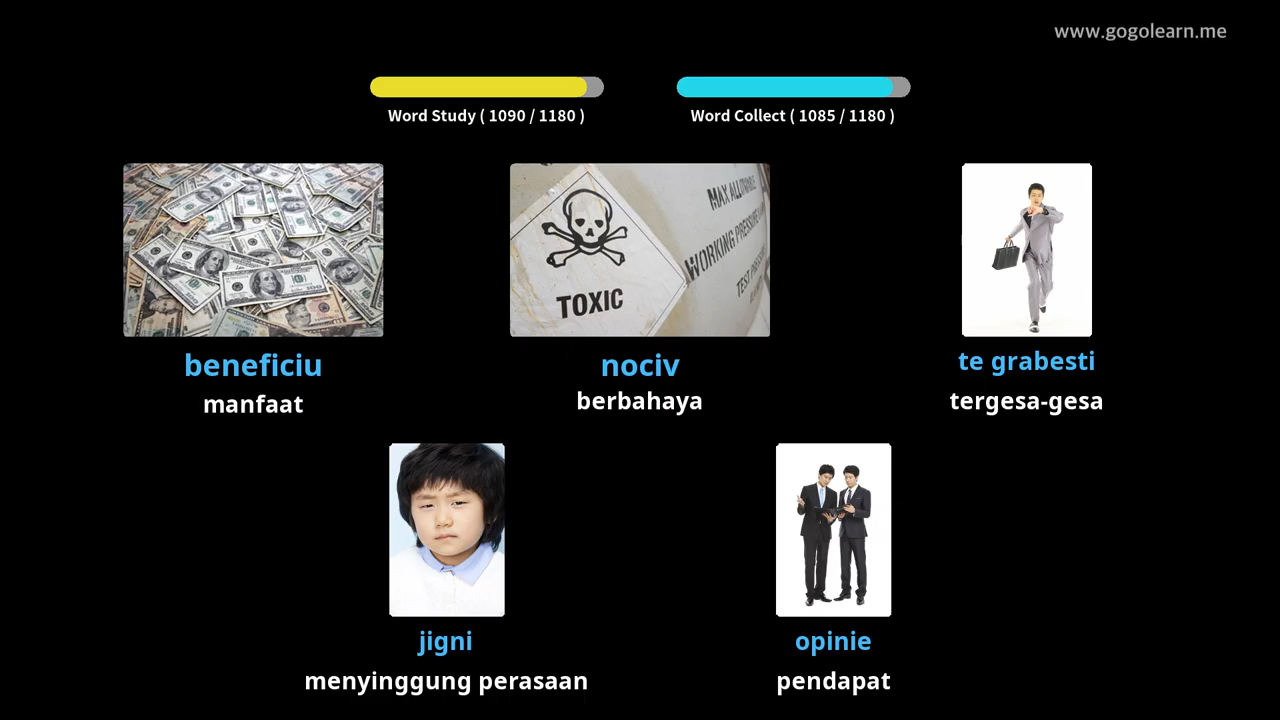 www.gogolearn.me
Word Study ( 1090 / 1180 )
Word Collect ( 1085 / 1180 )
MAX ALLOWABLE
WORKING PRESSURE
TEST
TOXIC
beneficiu
nociv
te grabesti
manfaat
berbahaya
tergesa-gesa
jigni
opinie
menyinggung perasaan
pendapat